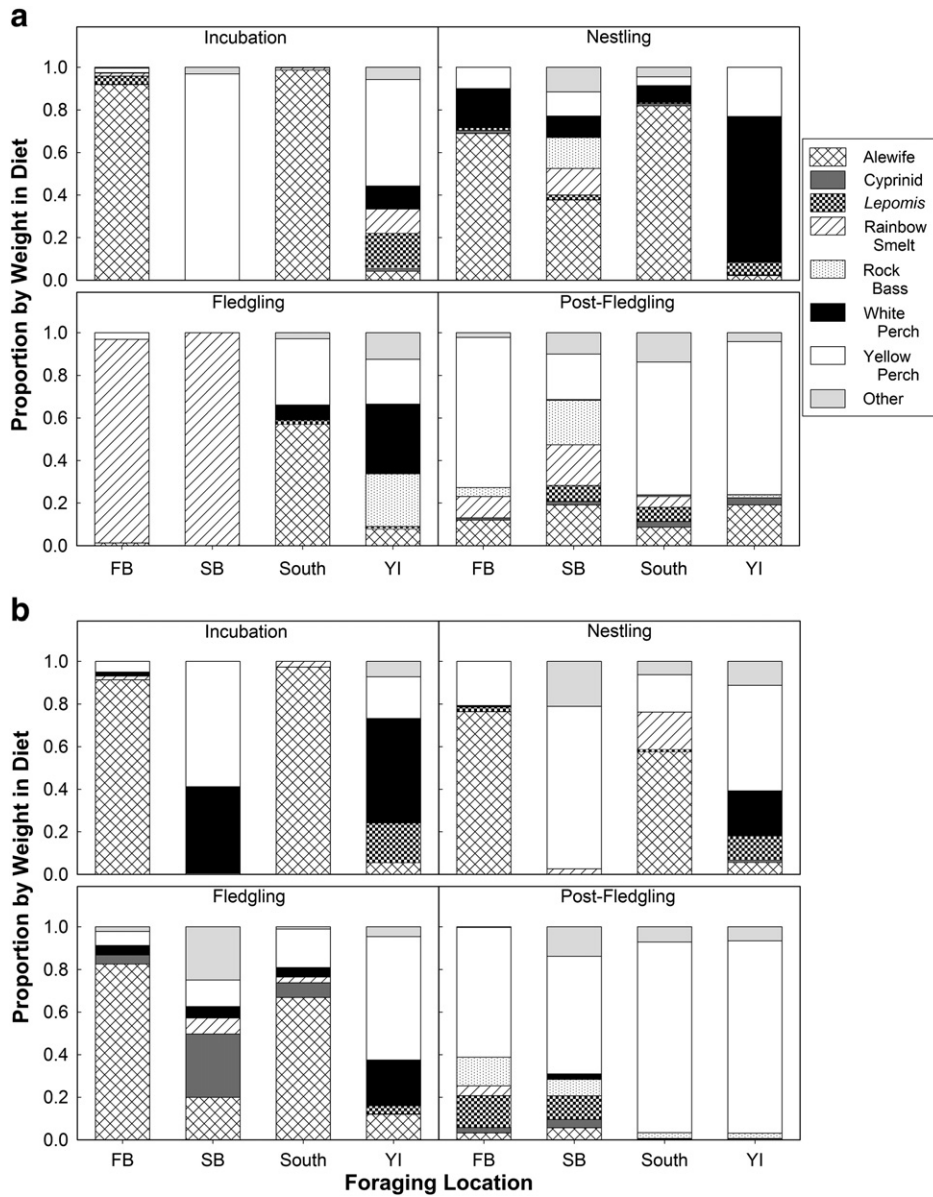 a
Incubation
Nestling
1.0
0.8
0.6
0.4
0.2
0.0
Fledgling
Post-Fledgling
1.0
0.8
0.6
0.4
0.2
0.0
FB SB South YI FB SB South YI
Proportion by Weight in Diet
Alewife
Cyprinid
Lepomis
Rainbow
Smelt
Rock
Bass
White
Perch
Yellow
Perch
Other
b
Incubation
Nestling
1.0
0.8
0.6
0.4
0.2
0.0
Fledgling
Post-Fledgling
1.0
0.8
0.6
0.4
0.2
0.0
FB SB South YI FB SB South YI
Proportion by Weight in Diet
Foraging Location